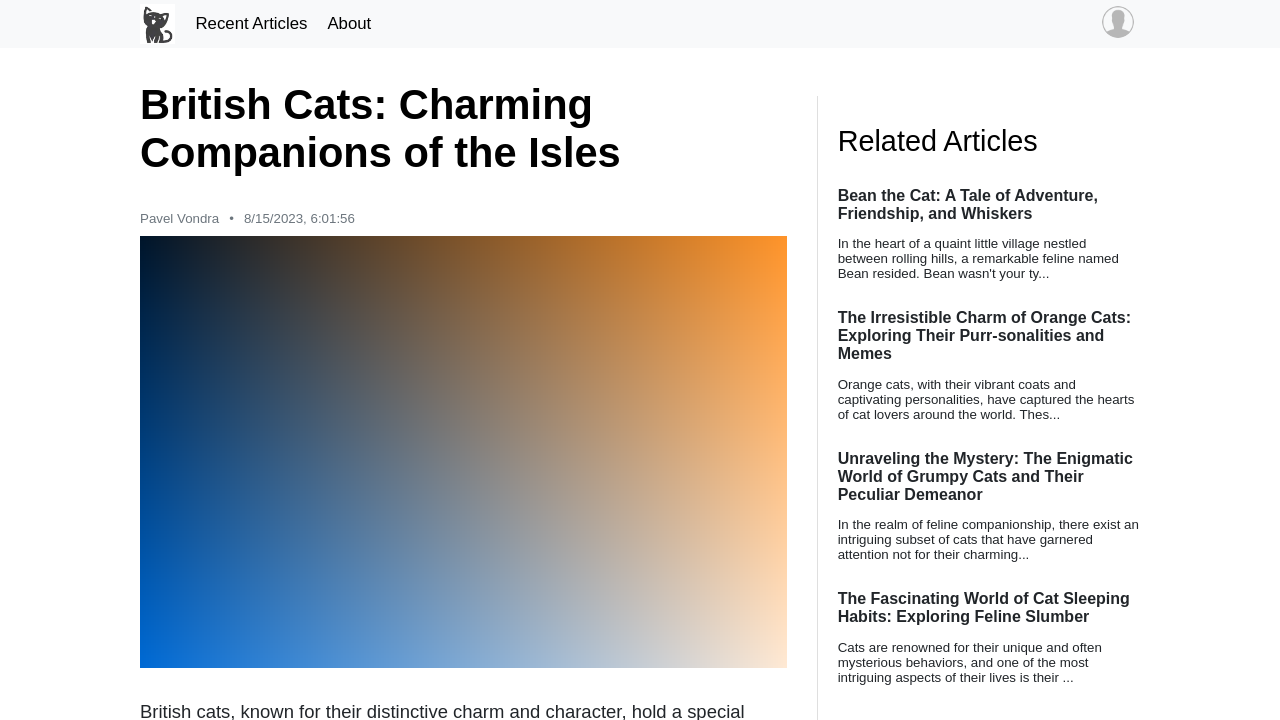 Recent Articles
About
British Cats: Charming
Companions of the Isles
Pavel Vondra • 8/15/2023, 6:01:56
British cats, known for their distinctive charm and character, hold a special
Related Articles
Bean the Cat: A Tale of Adventure,
Friendship, and Whiskers
In the heart of a quaint little village nestled
between rolling hills, a remarkable feline named
Bean resided. Bean wasn't your ty...
The Irresistible Charm of Orange Cats:
Exploring Their Purr-sonalities and
Memes
Orange cats, with their vibrant coats and
captivating personalities, have captured the hearts
of cat lovers around the world. Thes...
Unraveling the Mystery: The Enigmatic
World of Grumpy Cats and Their
Peculiar Demeanor
In the realm of feline companionship, there exist an
intriguing subset of cats that have garnered
attention not for their charming...
The Fascinating World of Cat Sleeping
Habits: Exploring Feline Slumber
Cats are renowned for their unique and often
mysterious behaviors, and one of the most
intriguing aspects of their lives is their ...